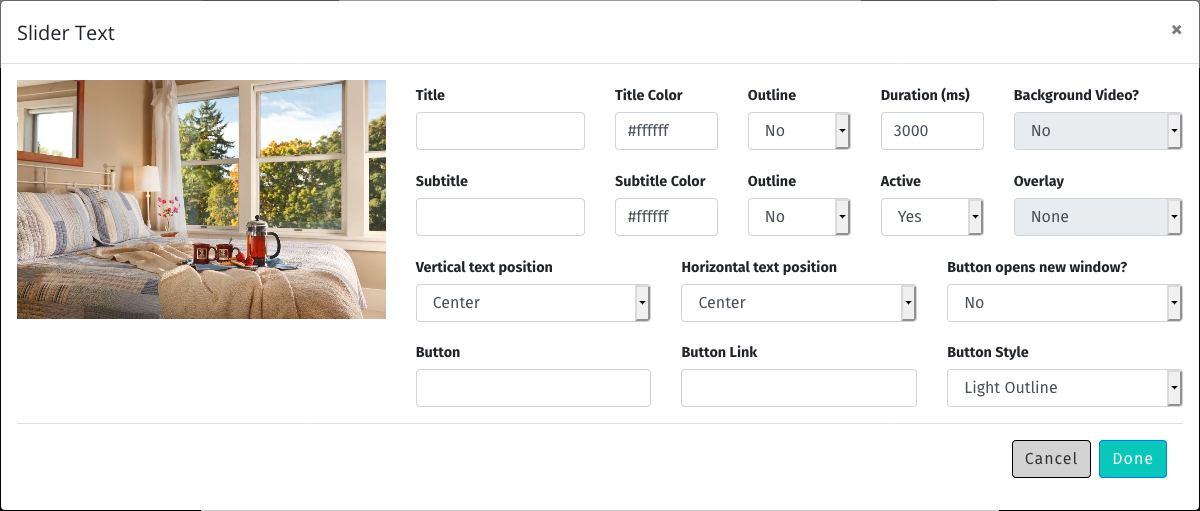 Slider Text ×
Title Title Color Outline Duration (ms) Background Video?
#ffffff No 3000 No
Subtitle Subtitle Color Outline Active Overlay
#ffffff No Yes None
Vertical text position Horizontal text position Button opens new window?
Center Center No
Button Button Link Button Style
Light Outline
Cancel Done